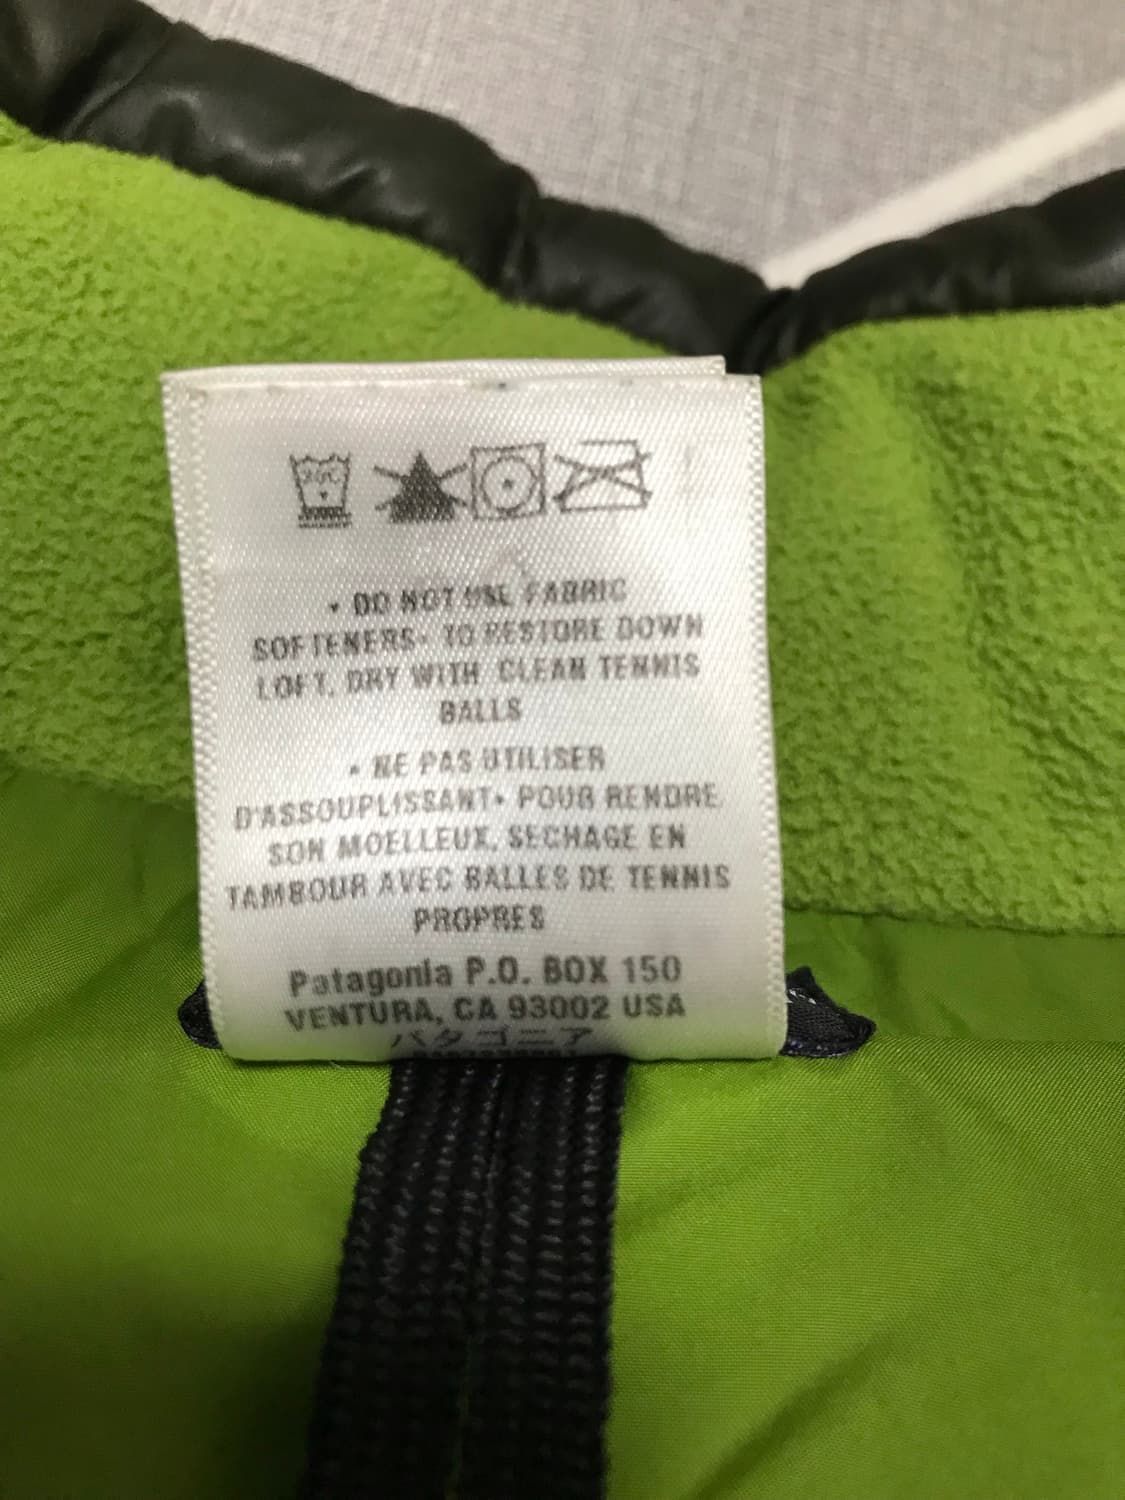 30C
• DO NOT USE FABRIC
SOFTENERS• TO RESTORE DOWN
LOFT, DRY WITH CLEAN TENNIS
BALLS
• NE PAS UTILISER
D'ASSOUPLISSANT• POUR RENDRE
SON MOELLEUX, SECHAGE EN
TAMBOUR AVEC BALLES DE TENNIS
PROPRES
Patagonia P.O. BOX 150
VENTURA, CA 93002 USA
パタゴニア